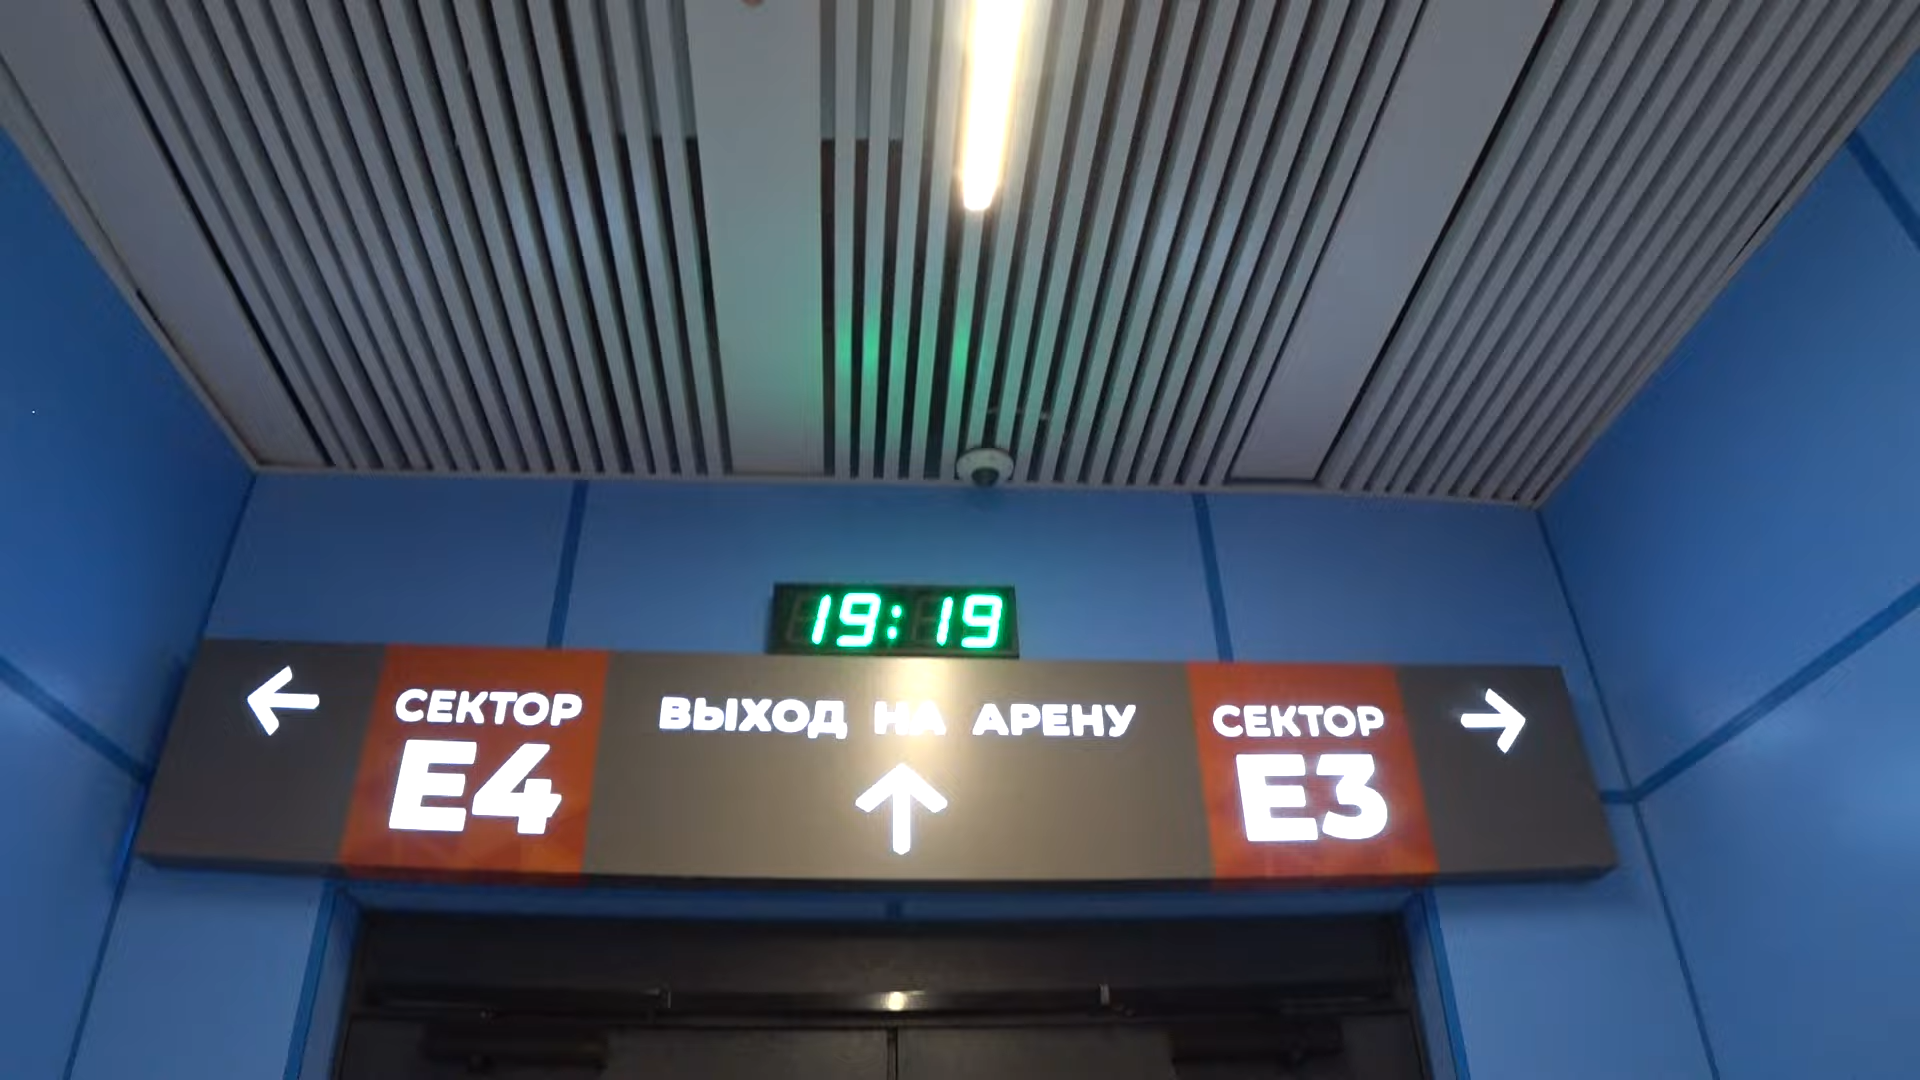 19:19
← СЕКТОР
E4
ВЫХОД НА АРЕНУ
↑
СЕКТОР →
E3